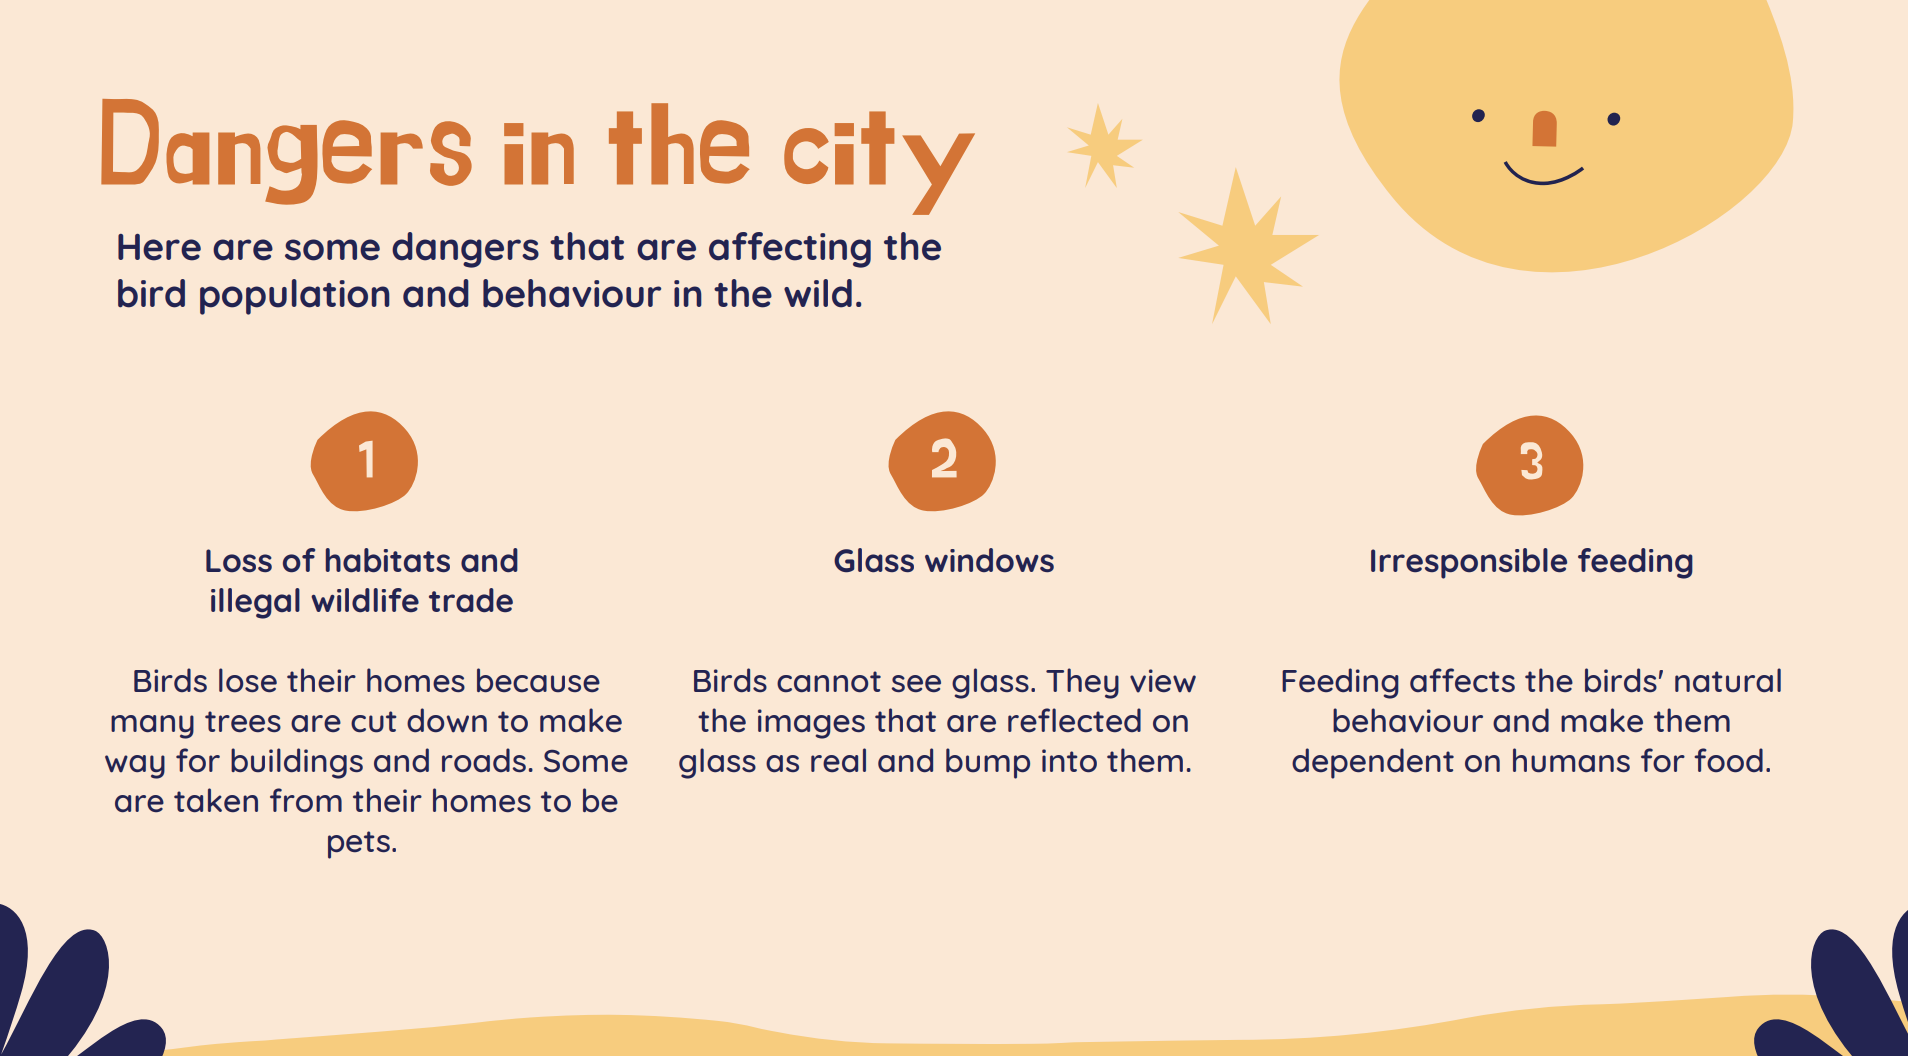 Dangers in the city
Here are some dangers that are affecting the
bird population and behaviour in the wild.
1
Loss of habitats and
illegal wildlife trade
Birds lose their homes because
many trees are cut down to make
way for buildings and roads. Some
are taken from their homes to be
pets.
2
Glass windows
Birds cannot see glass. They view
the images that are reflected on
glass as real and bump into them.
3
Irresponsible feeding
Feeding affects the birds' natural
behaviour and make them
dependent on humans for food.